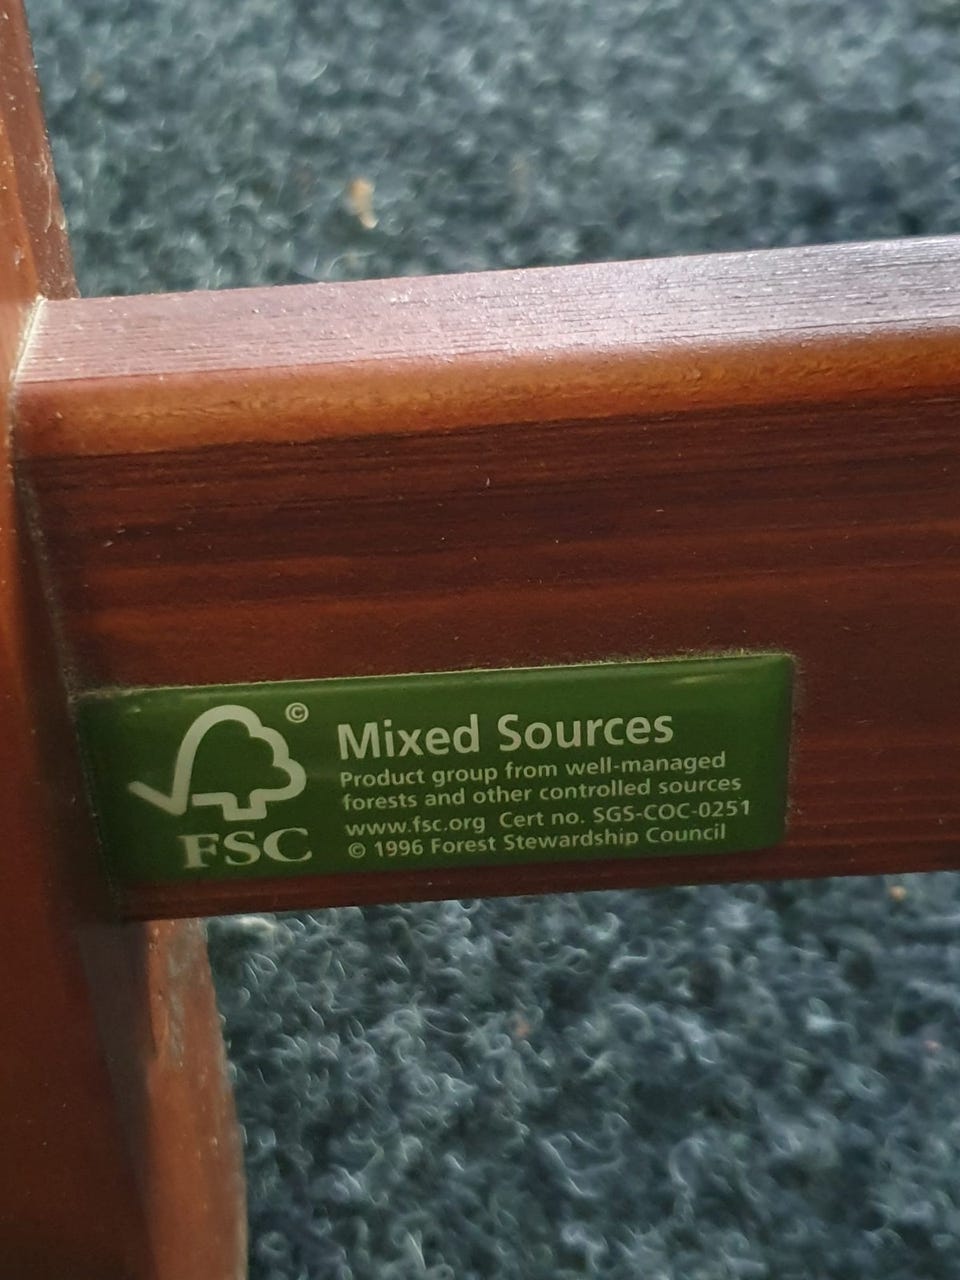 ©
FSC
Mixed Sources
Product group from well-managed
forests and other controlled sources
www.fsc.org Cert no. SGS-COC-0251
© 1996 Forest Stewardship Council